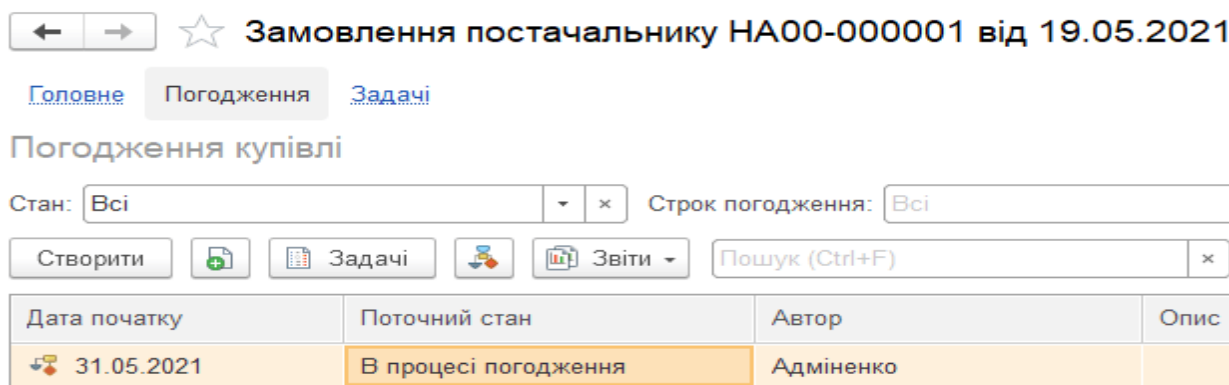 Замовлення постачальнику НА00-000001 від 19.05.2021
Головне Погодження Задачі
Погодження купівлі
Стан: Всі Строк погодження: Всі
Створити Задачі Звіти Пошук (Ctrl+F)
Дата початку Поточний стан Автор Опис
31.05.2021 В процесі погодження Адміненко